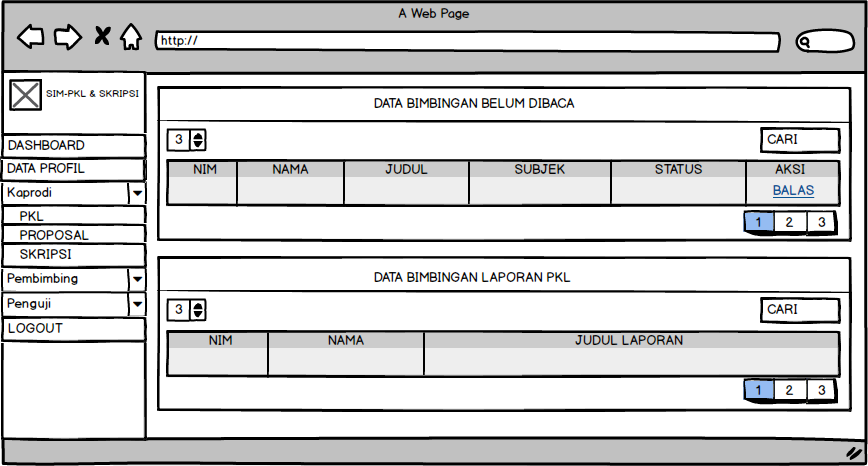 A Web Page
http://
SIM-PKL & SKRIPSI
DASHBOARD
DATA PROFIL
Kaprodi
PKL
PROPOSAL
SKRIPSI
Pembimbing
Penguji
LOGOUT
DATA BIMBINGAN BELUM DIBACA
3 CARI
NIM NAMA JUDUL SUBJEK STATUS AKSI
BALAS
1 2 3
DATA BIMBINGAN LAPORAN PKL
3 CARI
NIM NAMA JUDUL LAPORAN
1 2 3